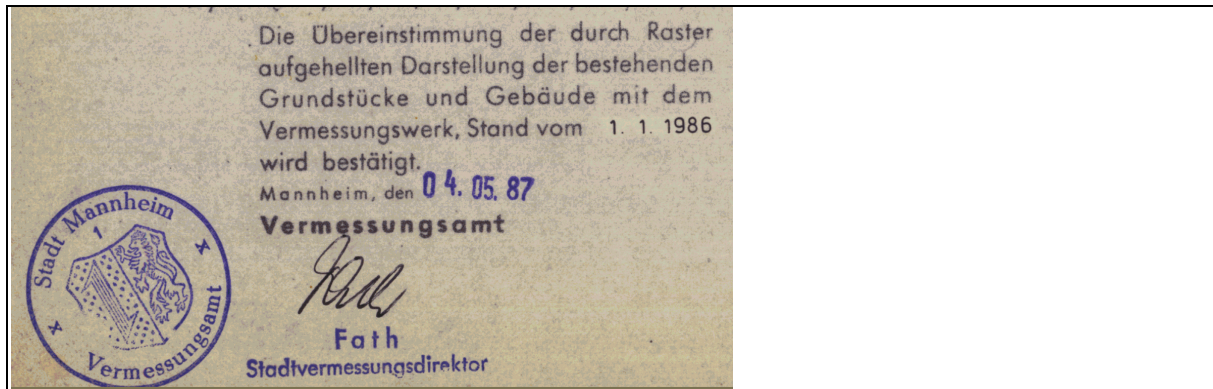 Die Übereinstimmung der durch Raster
aufgehellten Darstellung der bestehenden
Grundstücke und Gebäude mit dem
Vermessungswerk, Stand vom 1. 1. 1986
wird bestätigt.
Mannheim, den 04. 05. 87
Vermessungsamt
Fath
Stadtvermessungsdirektor
Stadt Mannheim
1
x x
Vermessungsamt